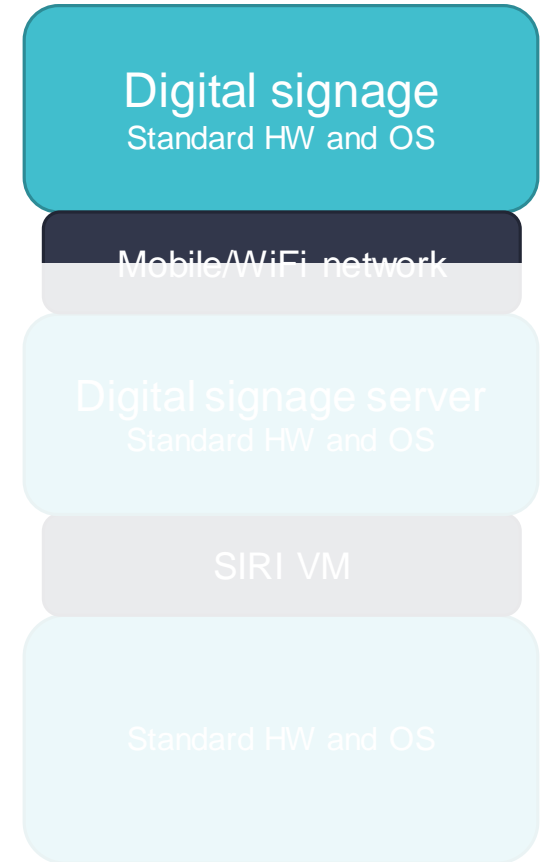 Digital signage
Standard HW and OS
Mobile/WiFi network
Digital signage server
Standard HW and OS
SIRI VM
Standard HW and OS